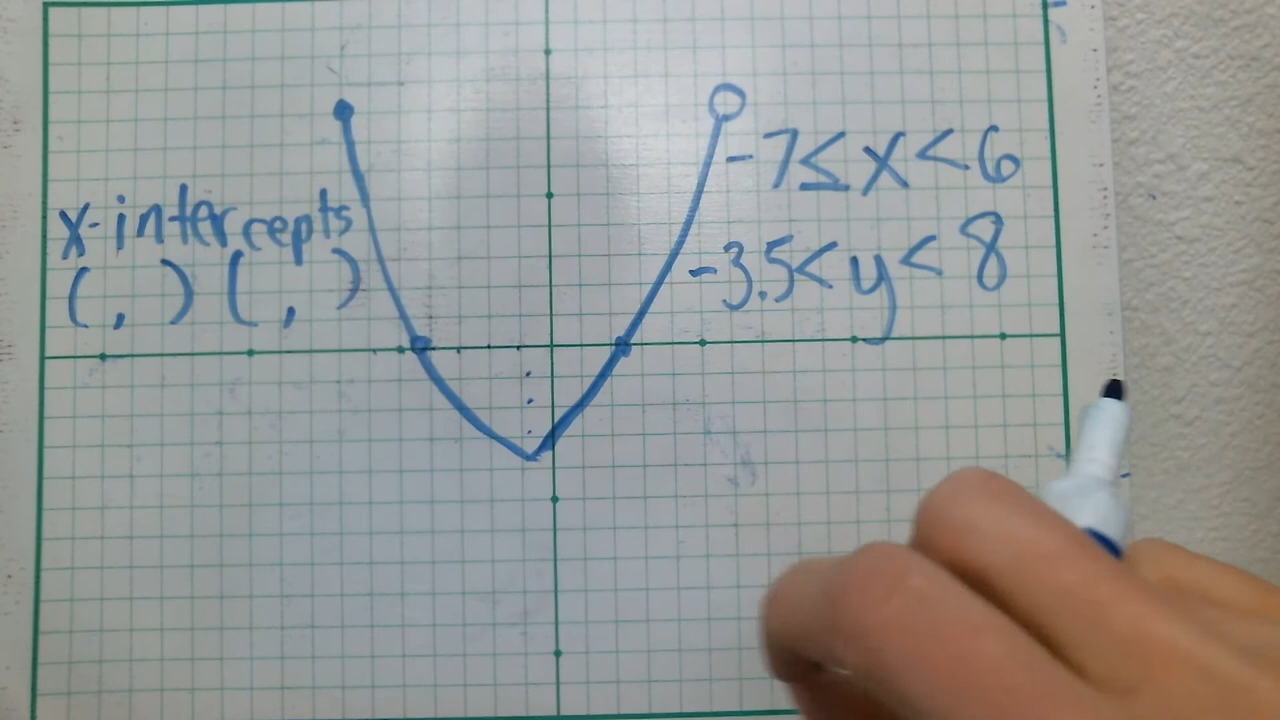 -7≤x<6
x-intercepts
-3.5<y<8
( , ) ( , )